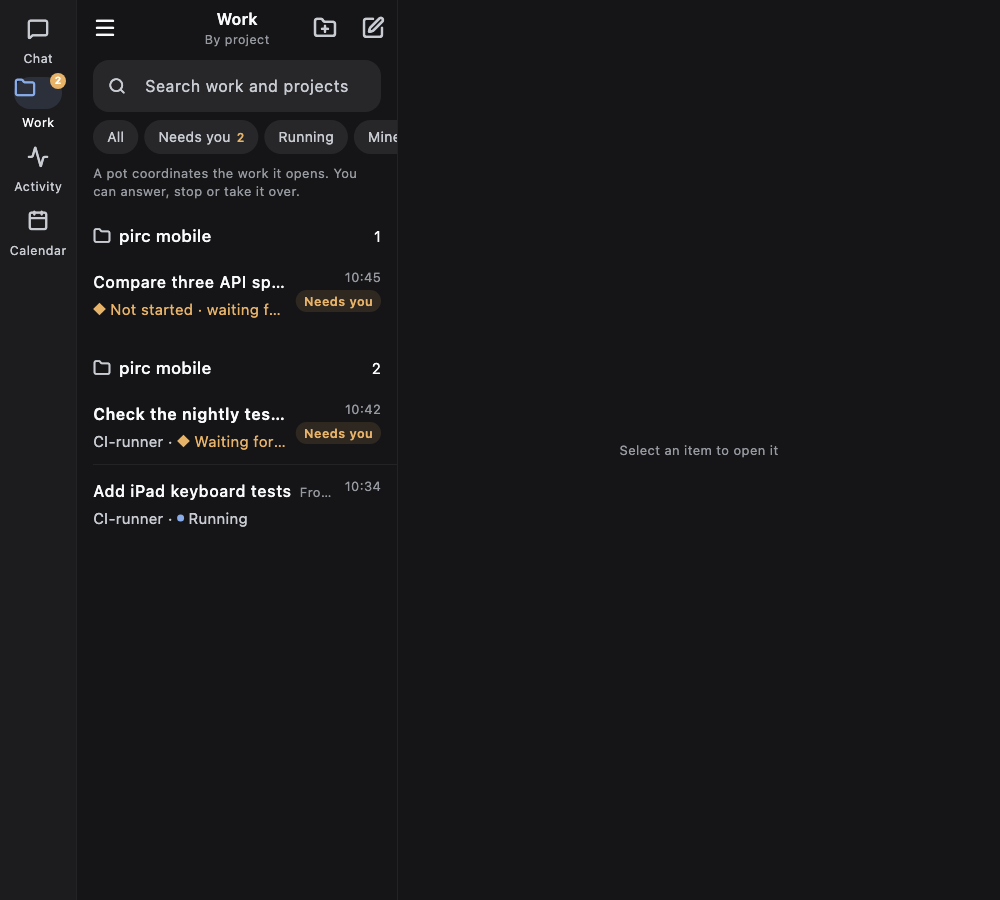 Chat
2
Work
Activity
Calendar
Work
By project
Search work and projects
All
Needs you 2
Running
Mine
A pot coordinates the work it opens. You
can answer, stop or take it over.
pirc mobile 1
Compare three API sp... 10:45
Not started · waiting f... Needs you
pirc mobile 2
Check the nightly tes... 10:42
CI-runner · Waiting for... Needs you
Add iPad keyboard tests Fro... 10:34
CI-runner · Running
Select an item to open it